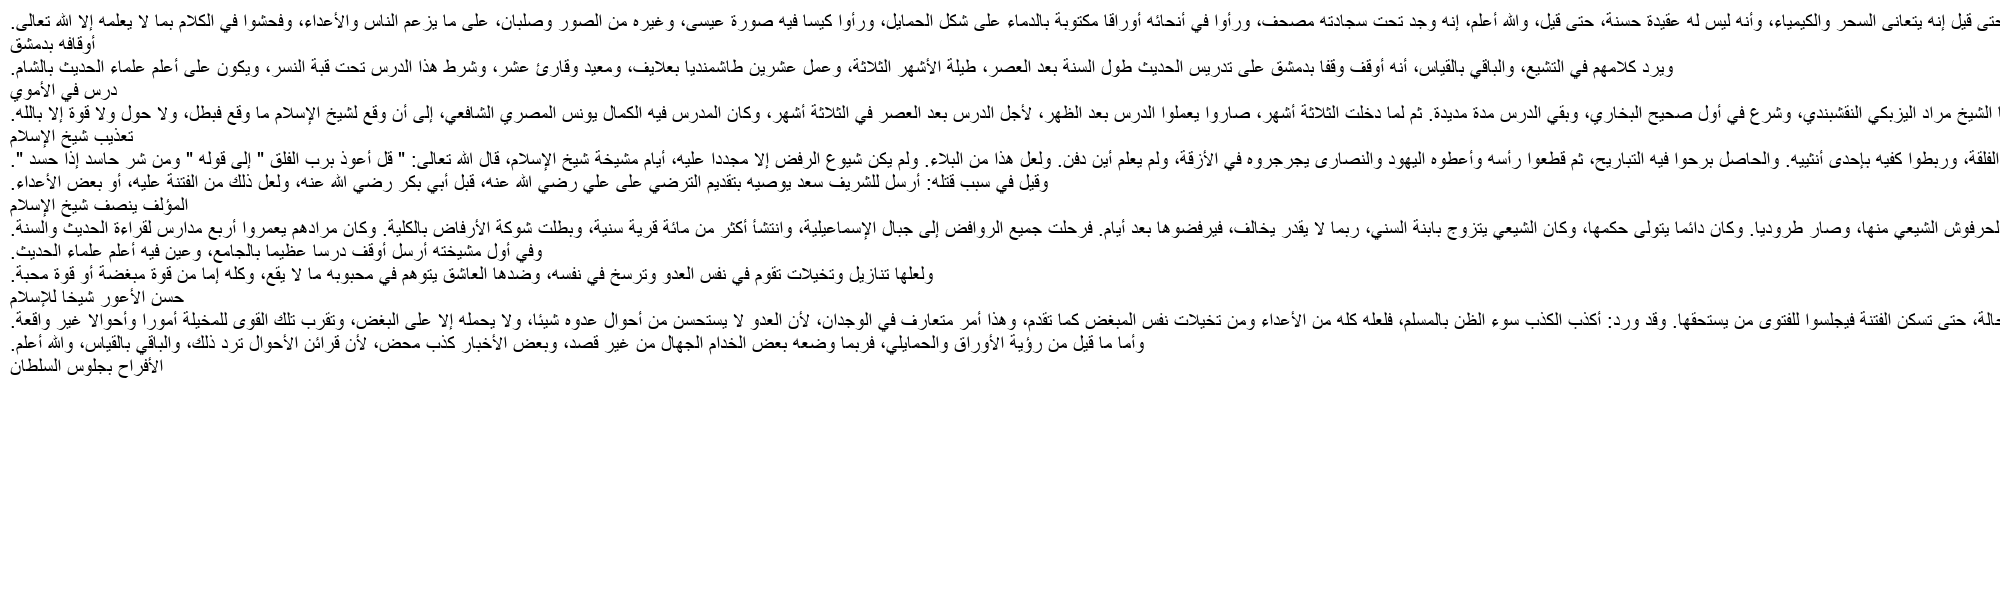 حتى قيل إنه يتعانى السحر والكيمياء، وأنه ليس له عقيدة حسنة، حتى قيل، والله أعلم، إنه وجد تحت سجادته مصحف، ورأوا في أنحائه أوراقا مكتوبة بالدماء على شكل الحمايل، ورأوا كيسا فيه صورة عيسى، وغيره من الصور وصلبان، على ما يزعم الناس والأعداء، وفحشوا في الكلام بما لا يعلمه إلا الله تعالى.
أوقافه بدمشق
ويرد كلامهم في التشيع، والباقي بالقياس، أنه أوقف وقفا بدمشق على تدريس الحديث طول السنة بعد العصر، طيلة الأشهر الثلاثة، وعمل عشرين طاشمنديا بعلايف، ومعيد وقارئ عشر، وشرط هذا الدرس تحت قبة النسر، ويكون على أعلم علماء الحديث بالشام.
درس في الأموي
الشيخ مراد اليزبكي النقشبندي، وشرع في أول صحيح البخاري، وبقي الدرس مدة مديدة. ثم لما دخلت الثلاثة أشهر، صاروا يعملوا الدرس بعد الظهر، لأجل الدرس بعد العصر في الثلاثة أشهر، وكان المدرس فيه الكمال يونس المصري الشافعي، إلى أن وقع لشيخ الإسلام ما وقع فبطل، ولا حول ولا قوة إلا بالله.
تعذيب شيخ الإسلام
الفلقة، وربطوا كفيه بإحدى أنثييه. والحاصل برحوا فيه التباريح، ثم قطعوا رأسه وأعطوه اليهود والنصارى يجرجروه في الأزقة، ولم يعلم أين دفن. ولعل هذا من البلاء. ولم يكن شيوع الرفض إلا مجددا عليه، أيام مشيخة شيخ الإسلام، قال الله تعالى: " قل أعوذ برب الفلق " إلى قوله " ومن شر حاسد إذا حسد ".
وقيل في سبب قتله: أرسل للشريف سعد يوصيه بتقديم الترضي على علي رضي الله عنه، قبل أبي بكر رضي الله عنه، ولعل ذلك من الفتنة عليه، أو بعض الأعداء.
المؤلف ينصف شيخ الإسلام
لحرفوش الشيعي منها، وصار طروديا. وكان دائما يتولى حكمها، وكان الشيعي يتزوج بابنة السني، ربما لا يقدر يخالف، فيرفضوها بعد أيام. فرحلت جميع الروافض إلى جبال الإسماعيلية، وانتشأ أكثر من مائة قرية سنية، وبطلت شوكة الأرفاض بالكلية. وكان مرادهم يعمروا أربع مدارس لقراءة الحديث والسنة.
وفي أول مشيخته أرسل أوقف درسا عظيما بالجامع، وعين فيه أعلم علماء الحديث.
ولعلها تنازيل وتخيلات تقوم في نفس العدو وترسخ في نفسه، وضدها العاشق يتوهم في محبوبه ما لا يقع، وكله إما من قوة مبغضة أو قوة محبة.
حسن الأعور شيخا للإسلام
حالة، حتى تسكن الفتنة فيجلسوا للفتوى من يستحقها. وقد ورد: أكذب الكذب سوء الظن بالمسلم، فلعله كله من الأعداء ومن تخيلات نفس المبغض كما تقدم، وهذا أمر متعارف في الوجدان، لأن العدو لا يستحسن من أحوال عدوه شيئا، ولا يحمله إلا على البغض، وتقرب تلك القوى للمخيلة أمورا وأحوالا غير واقعة.
وأما ما قيل من رؤية الأوراق والحمايلي، فربما وضعه بعض الخدام الجهال من غير قصد، وبعض الأخبار كذب محض، لأن قرائن الأحوال ترد ذلك، والباقي بالقياس، والله أعلم.
الأفراح بجلوس السلطان